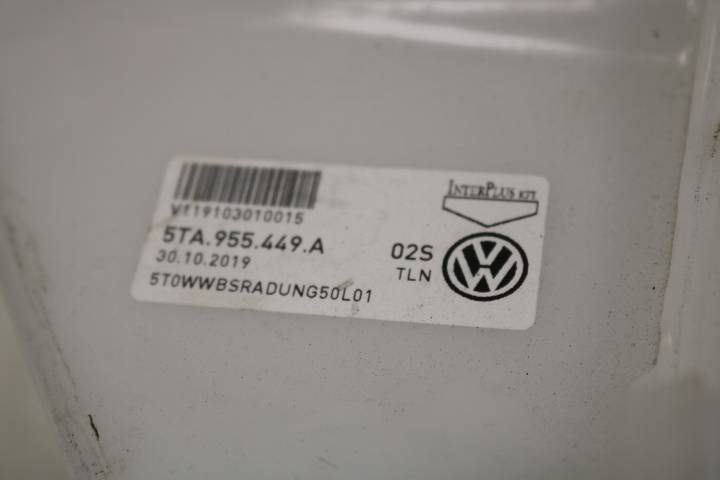 V119103010015
5TA.955.449.A
30.10.2019
5T0WWBSRADUNG50L01
INTERPLUS KFT
02S
TLN